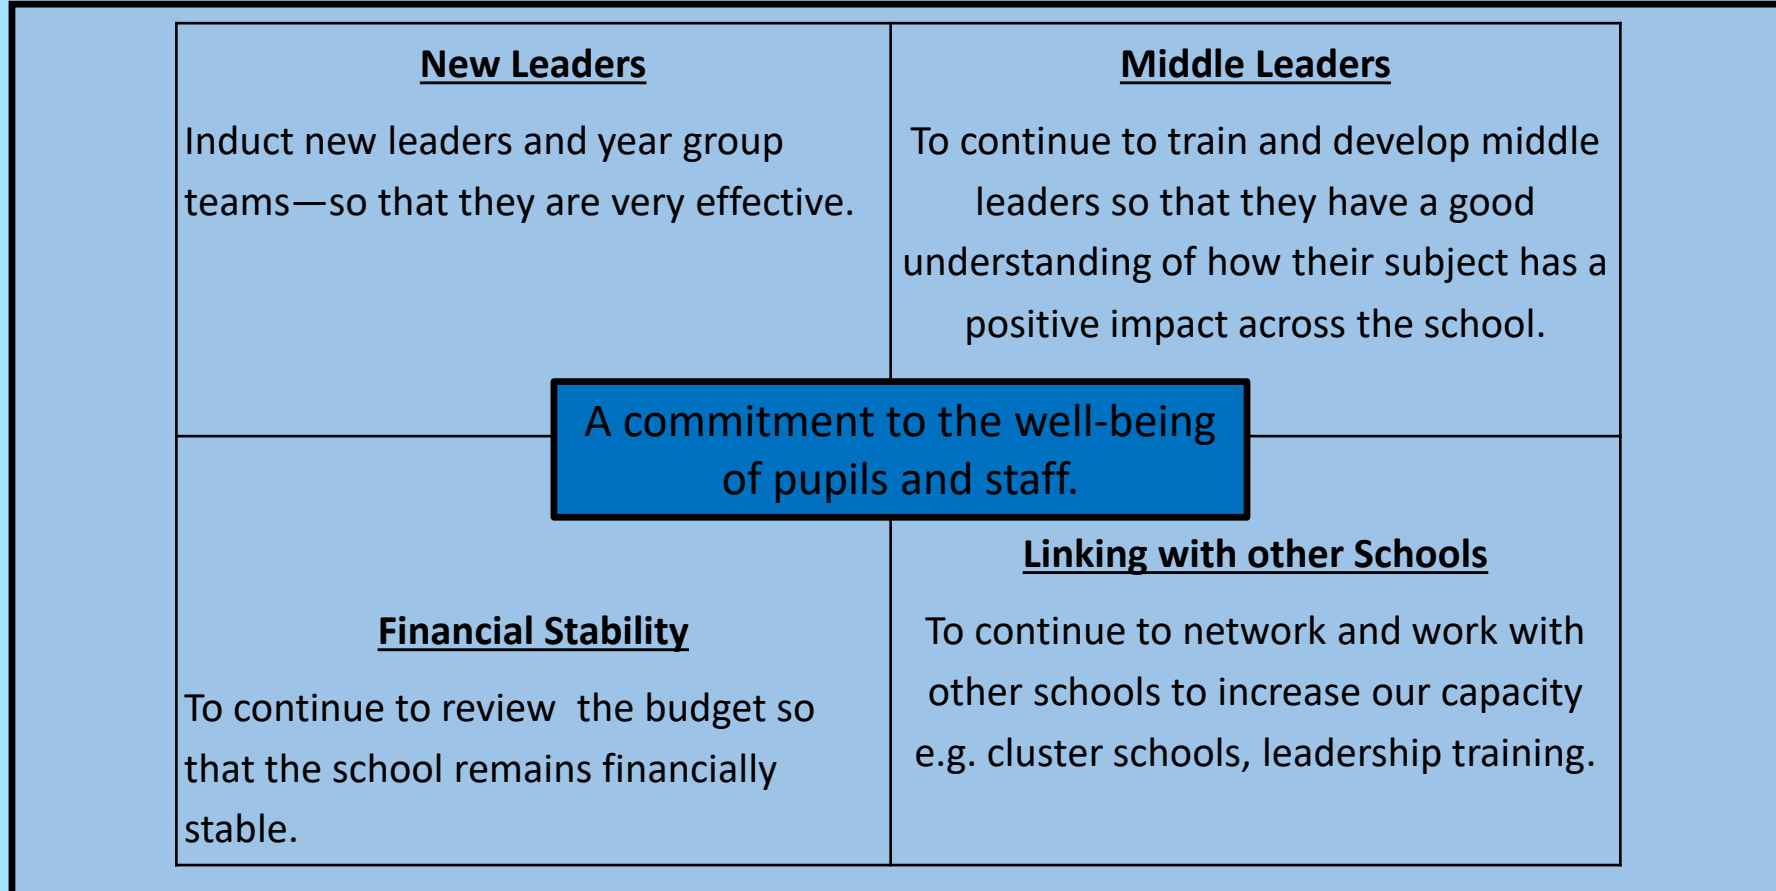 New Leaders
Induct new leaders and year group
teams—so that they are very effective.
Middle Leaders
To continue to train and develop middle
leaders so that they have a good
understanding of how their subject has a
positive impact across the school.
A commitment to the well-being
of pupils and staff.
Financial Stability
To continue to review  the budget so
that the school remains financially
stable.
Linking with other Schools
To continue to network and work with
other schools to increase our capacity
e.g. cluster schools, leadership training.